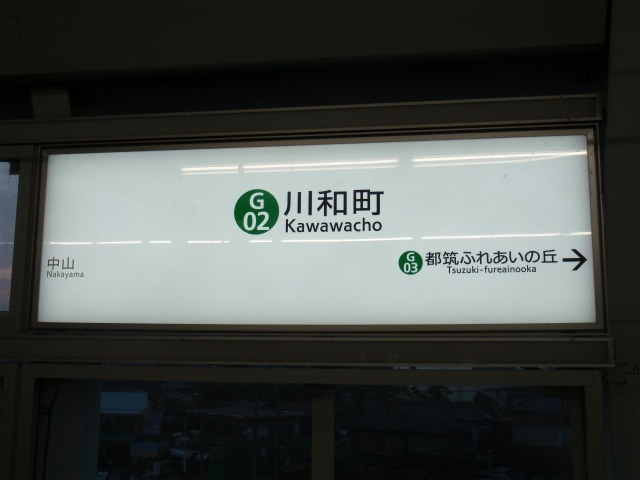 G
02
川和町
Kawawacho
中山
Nakayama
G
03
都筑ふれあいの丘
Tsuzuki-fureainooka